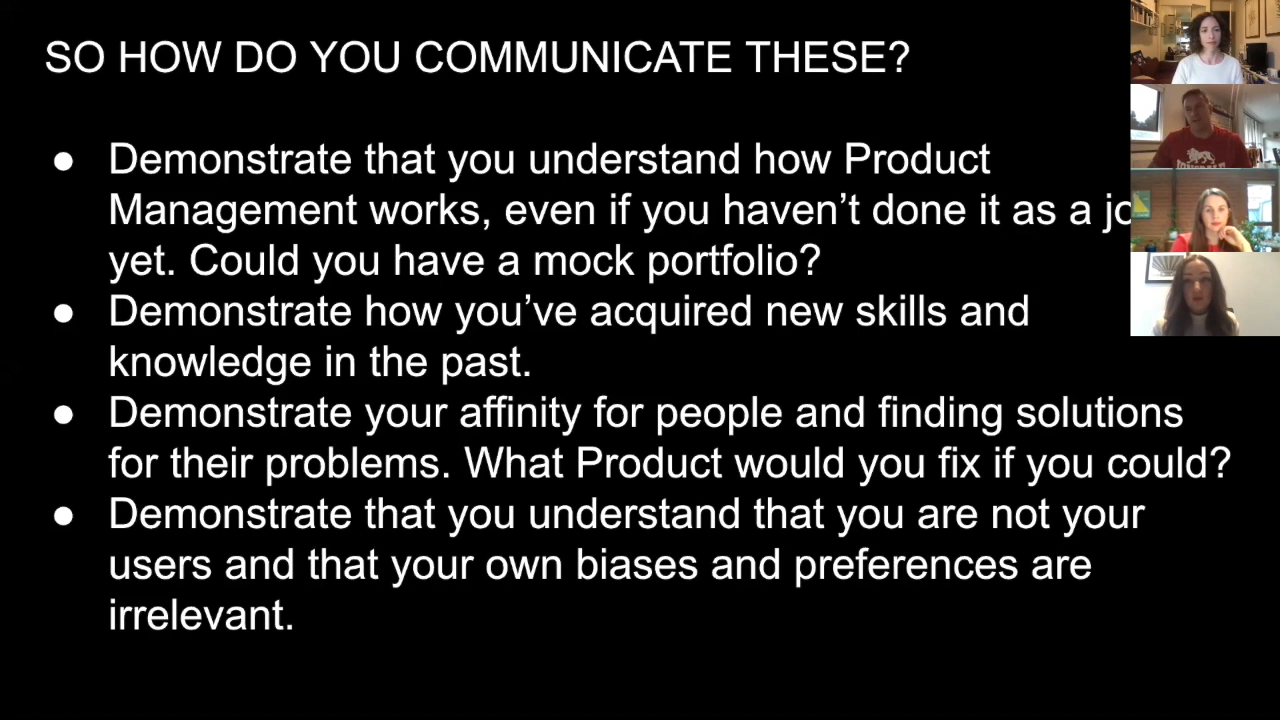 SO HOW DO YOU COMMUNICATE THESE?
● Demonstrate that you understand how Product
Management works, even if you haven’t done it as a
yet. Could you have a mock portfolio?
● Demonstrate how you’ve acquired new skills and
knowledge in the past.
● Demonstrate your affinity for people and finding solutions
for their problems. What Product would you fix if you could?
● Demonstrate that you understand that you are not your
users and that your own biases and preferences are
irrelevant.